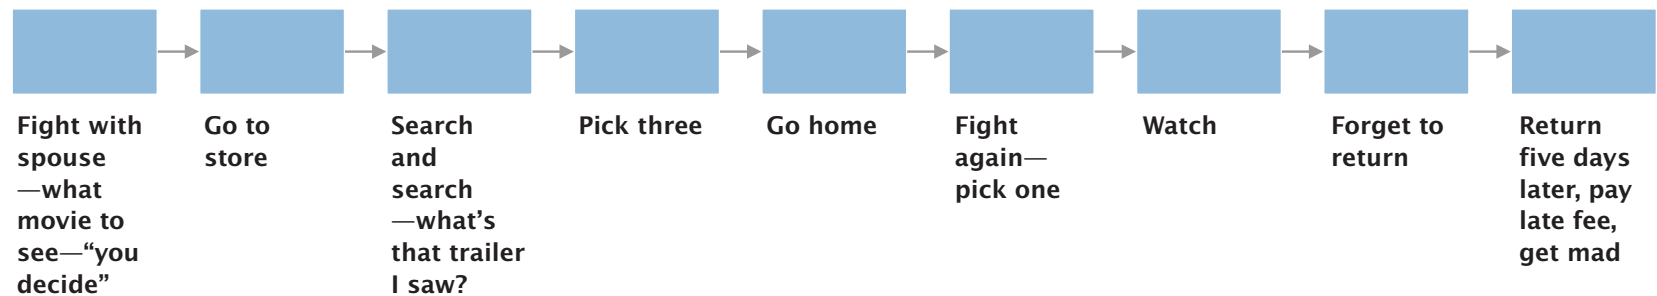 Fight with
spouse
—what
movie to
see—“you
decide”
Go to
store
Search
and
search
—what’s
that trailer
I saw?
Pick three
Go home
Fight
again—
pick one
Watch
Forget to
return
Return
five days
later, pay
late fee,
get mad